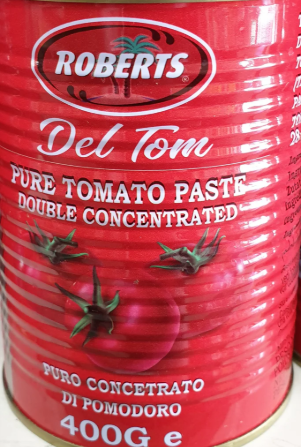 ROBERTS
Del Tom
PURE TOMATO PASTE
DOUBLE CONCENTRATED
PURO CONCETRATO
DI POMODORO
400G e